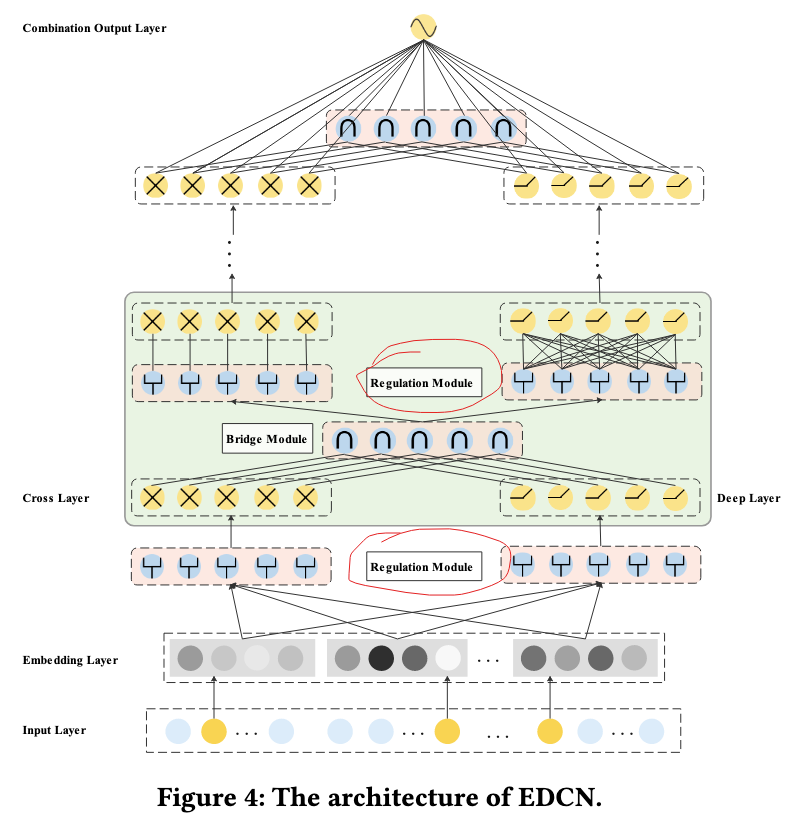 Combination Output Layer
Regulation Module
Bridge Module
Cross Layer
Deep Layer
Regulation Module
Embedding Layer
Input Layer
Figure 4: The architecture of EDCN.